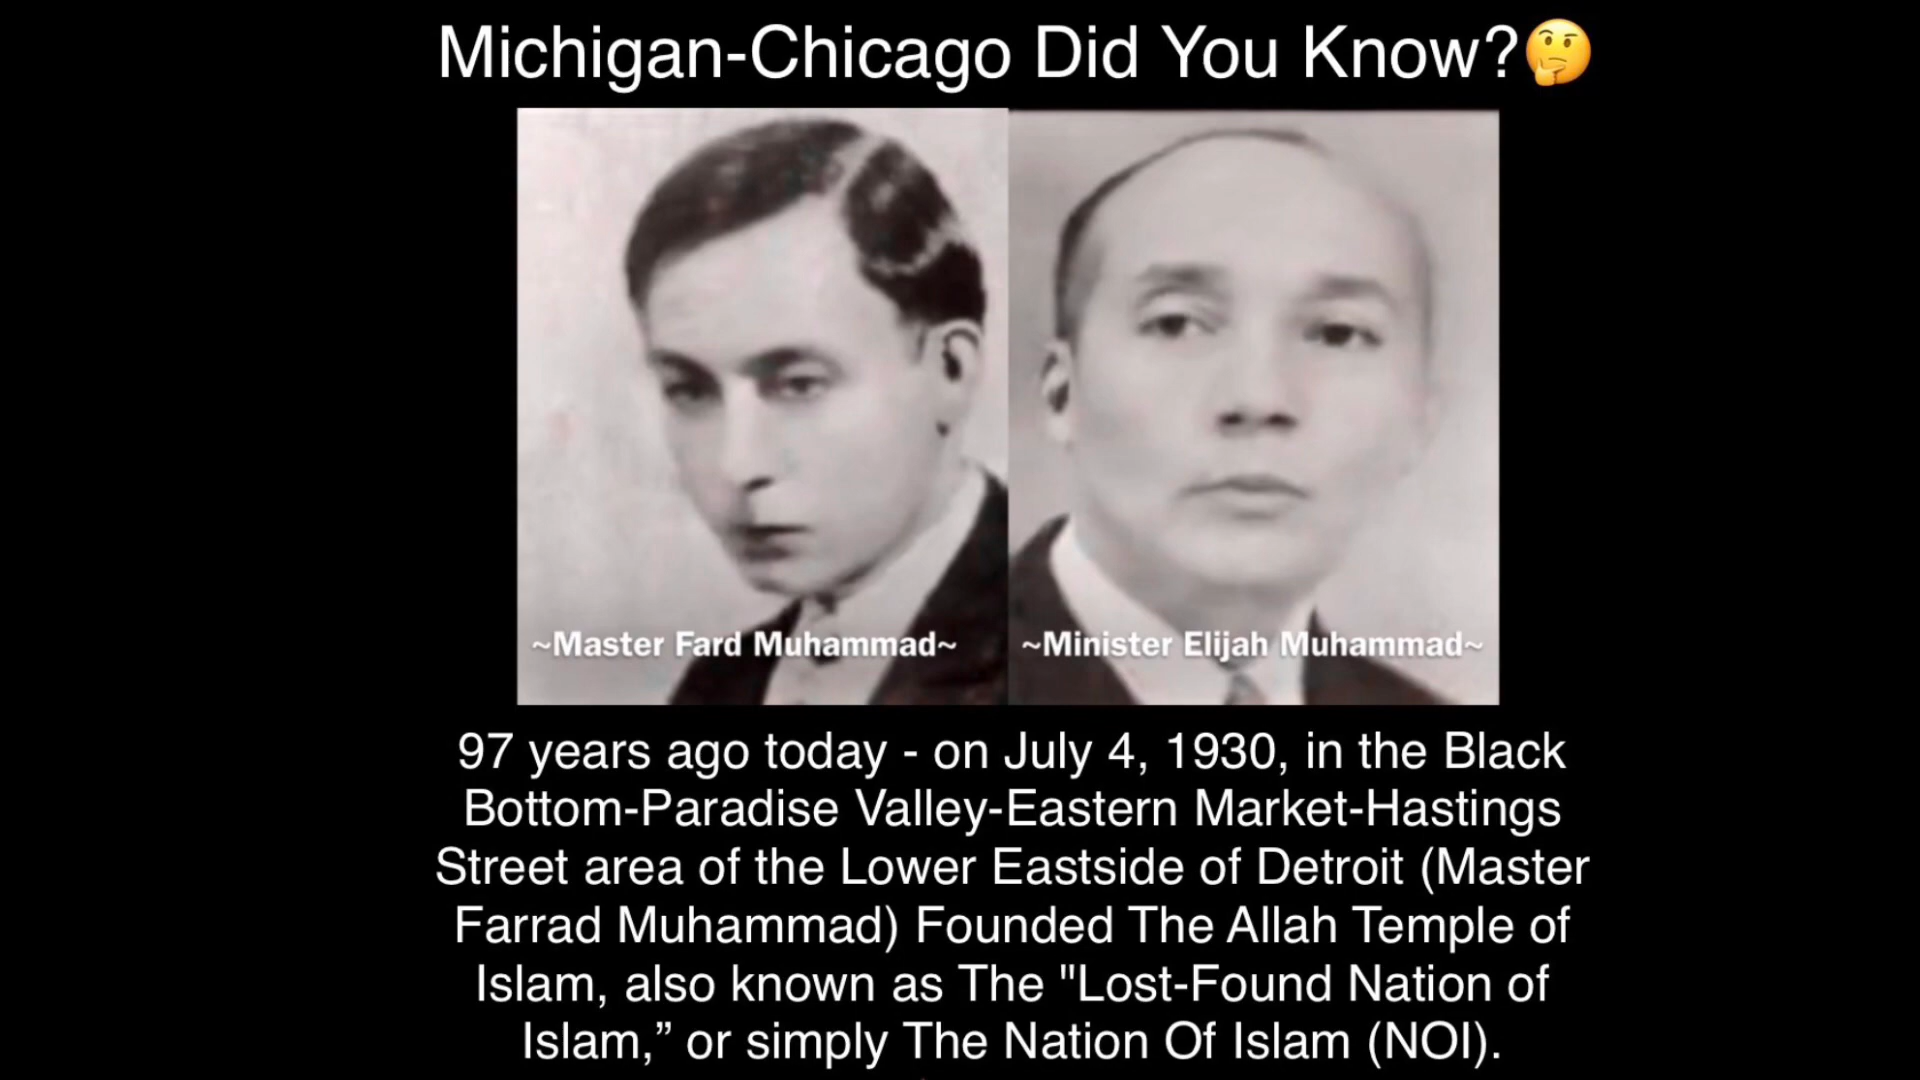 Michigan-Chicago Did You Know?🤔
~Master Fard Muhammad~
~Minister Elijah Muhammad~
97 years ago today - on July 4, 1930, in the Black
Bottom-Paradise Valley-Eastern Market-Hastings
Street area of the Lower Eastside of Detroit (Master
Farrad Muhammad) Founded The Allah Temple of
Islam, also known as The "Lost-Found Nation of
Islam,” or simply The Nation Of Islam (NOI).